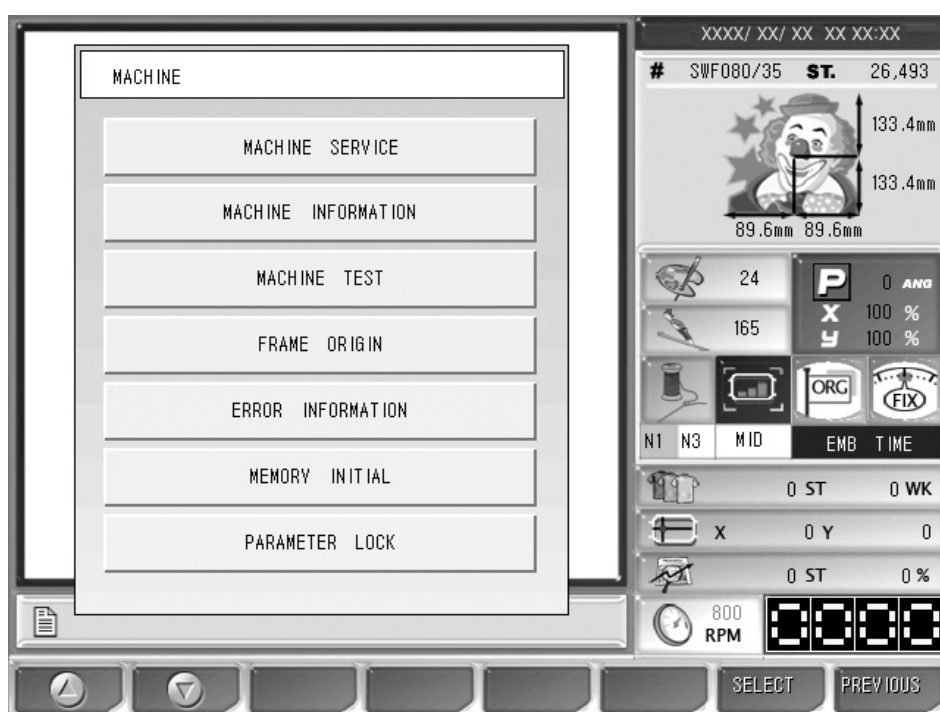 MACHINE
MACHINE SERVICE
MACHINE INFORMATION
MACHINE TEST
FRAME ORIGIN
ERROR INFORMATION
MEMORY INITIAL
PARAMETER LOCK
XXXX/ XX/ XX XX XX:XX
# SWF080/35 ST. 26,493
133.4mm
133.4mm
89.6mm 89.6mm
24
165
P 0 ANG
X 100 %
Y 100 %
ORG
FIX
N1 N3 MID EMB TIME
0 ST 0 WK
X 0 Y 0
0 ST 0 %
800
RPM
0000
SELECT PREVIOUS